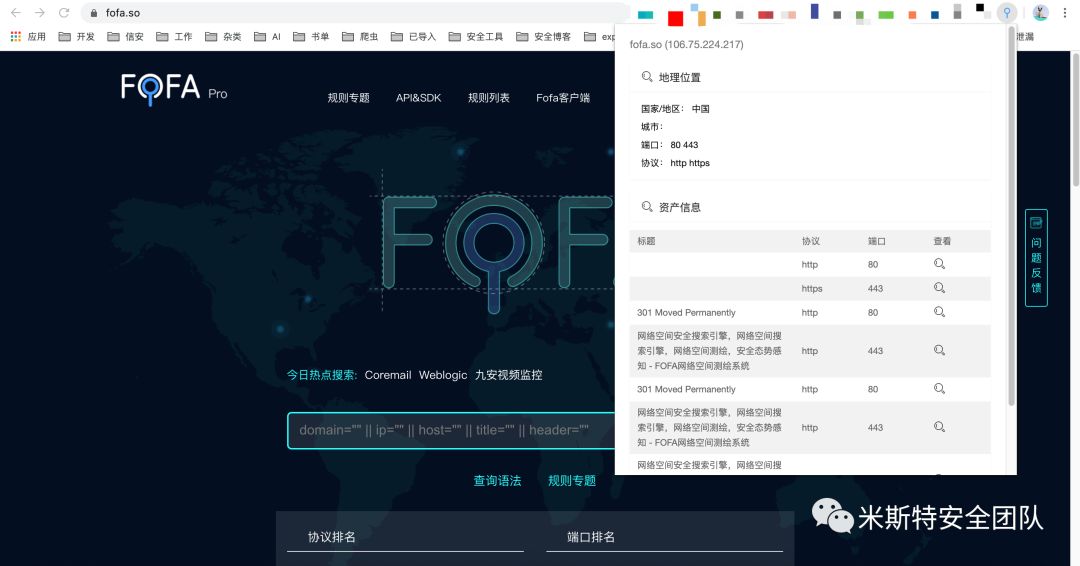 fofa.so
应用 开发 信安 工作 杂类 AI 书单 爬虫 已导入 安全工具 安全博客 泄漏
FOFA Pro
规则专题 API&SDK 规则列表 Fofa客户端
FOF
今日热点搜索: Coremail Weblogic 九安视频监控
domain="" || ip="" || host="" || title="" || header=""
查询语法 规则专题
协议排名 端口排名
fofa.so (106.75.224.217)
地理位置
国家/地区: 中国
城市:
端口: 80 443
协议: http https
资产信息
标题 协议 端口 查看
http 80
https 443
301 Moved Permanently http 80
网络空间安全搜索引擎，网络空间搜
索引擎，网络空间测绘，安全态势感 http 443
知 - FOFA网络空间测绘系统
301 Moved Permanently http 80
网络空间安全搜索引擎，网络空间搜
索引擎，网络空间测绘，安全态势感 http 443
知 - FOFA网络空间测绘系统
网络空间安全搜索引擎，网络空间搜
问题反馈
米斯特安全团队